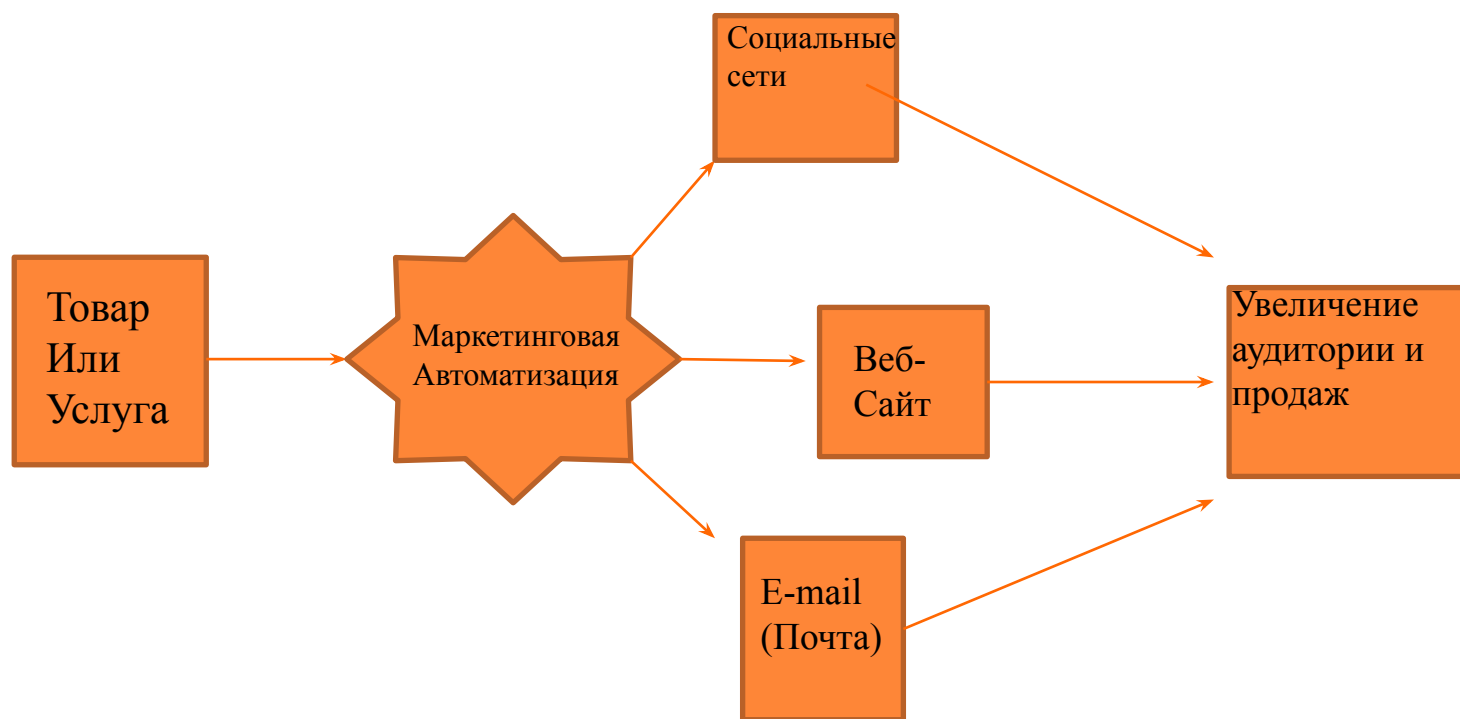 Социальные
сети
Товар
Или
Услуга
Маркетинговая
Автоматизация
Веб-
Сайт
Увеличение
аудитории и
продаж
E-mail
(Почта)